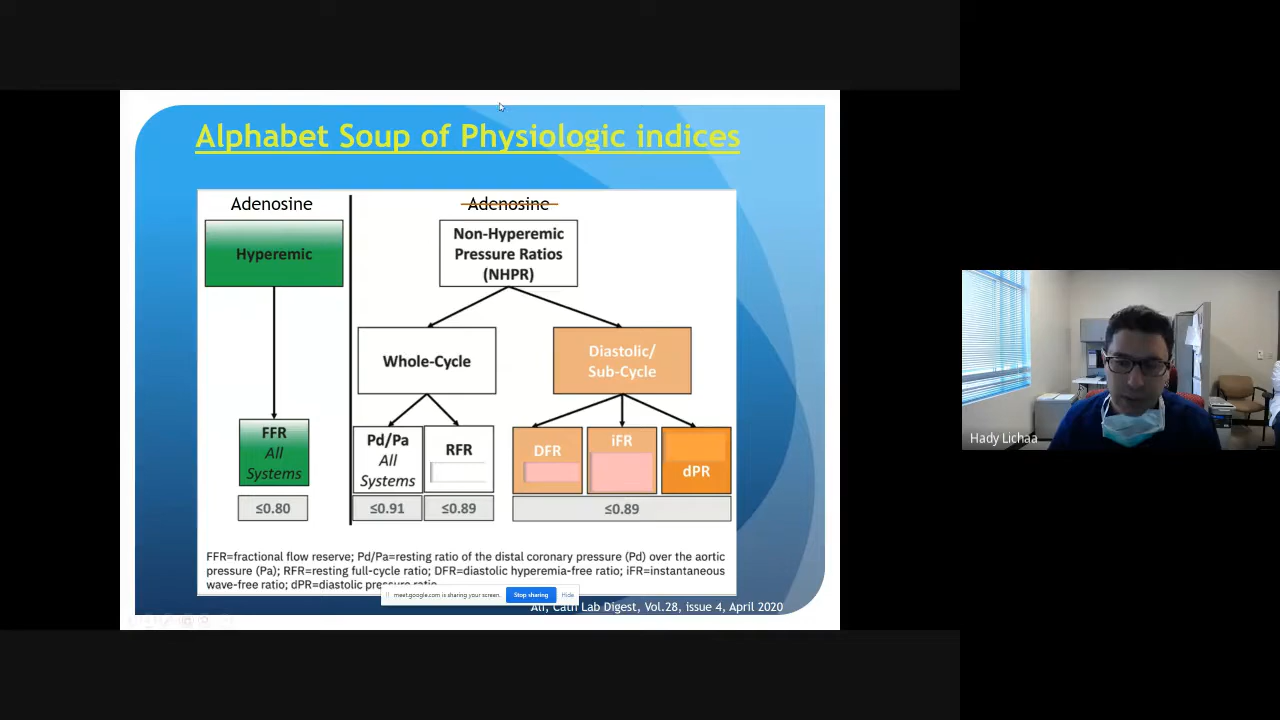 Alphabet Soup of Physiologic indices
Adenosine
Adenosine
Hyperemic
Non-Hyperemic
Pressure Ratios
(NHPR)
Whole-Cycle
Diastolic/
Sub-Cycle
FFR
All
Systems
Pd/Pa
All
Systems
RFR
DFR
iFR
dPR
≤0.80
≤0.91
≤0.89
≤0.89
FFR=fractional flow reserve; Pd/Pa=resting ratio of the distal coronary pressure (Pd) over the aortic
pressure (Pa); RFR=resting full-cycle ratio; DFR=diastolic hyperemia-free ratio; iFR=instantaneous
wave-free ratio; dPR=diastolic pressure ratio
meet.google.com is sharing your screen.
Stop sharing
Hide
Ali, Cath Lab Digest, Vol.28, issue 4, April 2020
Hady Lichaa